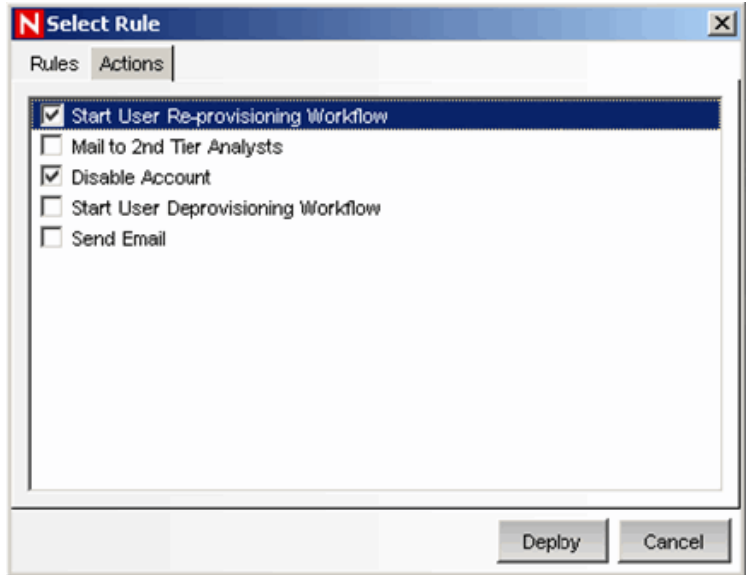 N Select Rule
Rules Actions
Start User Re-provisioning Workflow
Mail to 2nd Tier Analysts
Disable Account
Start User Deprovisioning Workflow
Send Email
Deploy Cancel